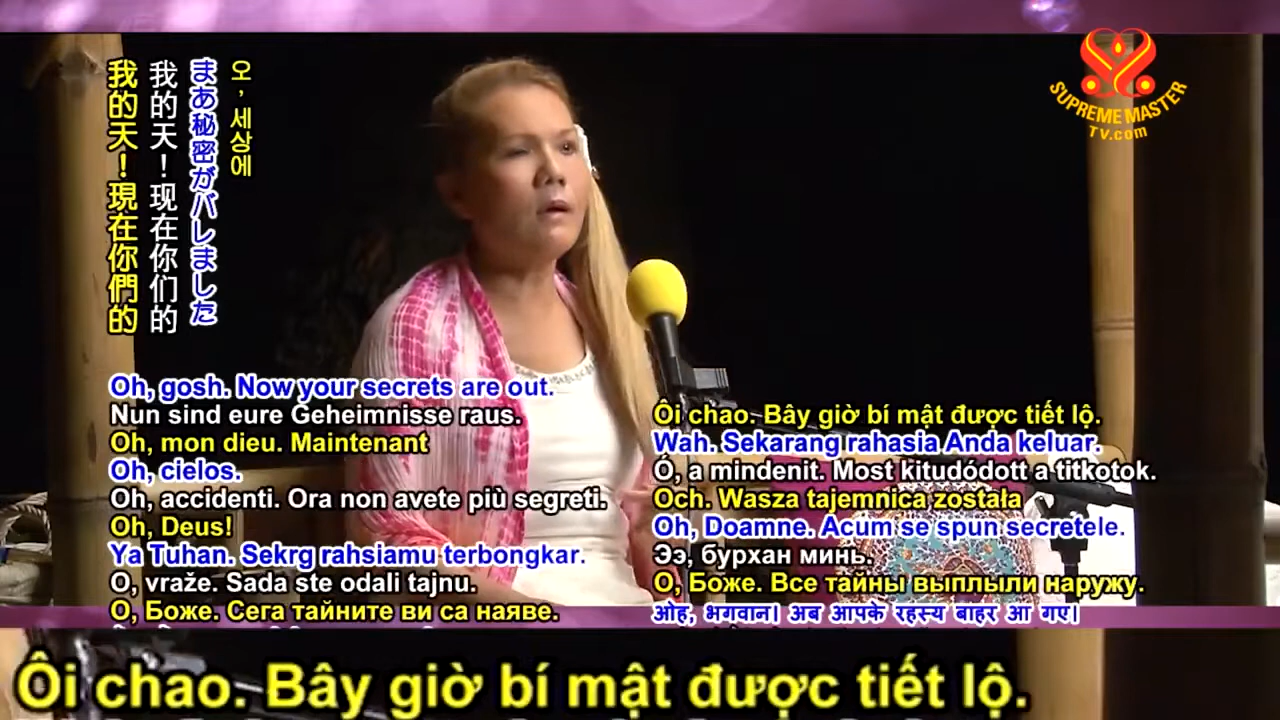 SUPREME MASTER
TV.com
오, 세상에
まあ秘密がバレました
我的天！现在你们的
我的天！現在你們的
Oh, gosh. Now your secrets are out.
Nun sind eure Geheimnisse raus.
Oh, mon dieu. Maintenant
Oh, cielos.
Oh, accidenti. Ora non avete più segreti.
Oh, Deus!
Ya Tuhan. Sekrg rahsiamu terbongkar.
O, vraže. Sada ste odali tajnu.
О, Боже. Сега тайните ви са наяве.
Ôi chao. Bây giờ bí mật được tiết lộ.
Wah. Sekarang rahasia Anda keluar.
Ó, a mindenit. Most kitudódott a titkotok.
Och. Wasza tajemnica została
Oh, Doamne. Acum se spun secretele.
Ээ, бурхан минь.
О, Боже. Все тайны выплыли наружу.
ओह, भगवान। अब आपके रहस्य बाहर आ गए।
Ôi chao. Bây giờ bí mật được tiết lộ.